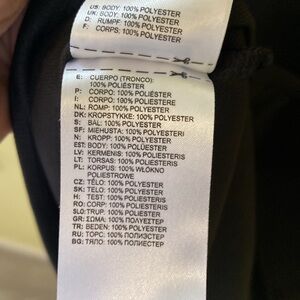 US: BODY: 100% POLYESTER
UK: BODY: 100% POLYESTER
D: RUMPF: 100% POLYESTER
F: CORPS: 100% POLYESTER
E: CUERPO (TRONCO):
100% POLIÉSTER
P: CORPO: 100% POLIÉSTER
I: CORPO: 100% POLIESTERE
NL: ROMP: 100% POLYESTER
DK: KROPSTYKKE: 100% POLYESTER
S: BÅL: 100% POLYESTER
SF: MIEHUSTA: 100% POLYESTERI
N: KROPP: 100% POLYESTER
EST: BODY: 100% POLÜESTER
LV: ĶERMENIS: 100% POLIESTERIS
LT: TORSAS: 100% POLIESTERIS
PL: KORPUS: 100% WŁÓKNO
POLIESTROWE
CZ: TĚLO: 100% POLYESTER
SK: TELO: 100% POLYESTER
H: TEST: 100% POLIESTER
RO: CORP: 100% POLIESTER
SLO: TRUP: 100% POLIESTER
GR: ΣΩΜΑ: 100% ΠΟΛΥΕΣΤΕΡ
TR: BEDEN: 100% POLYESTER
RU: ТОРС: 100% ПОЛИЭСТЕР
BG: ТЯЛО: 100% ПОЛИЕСТЕР